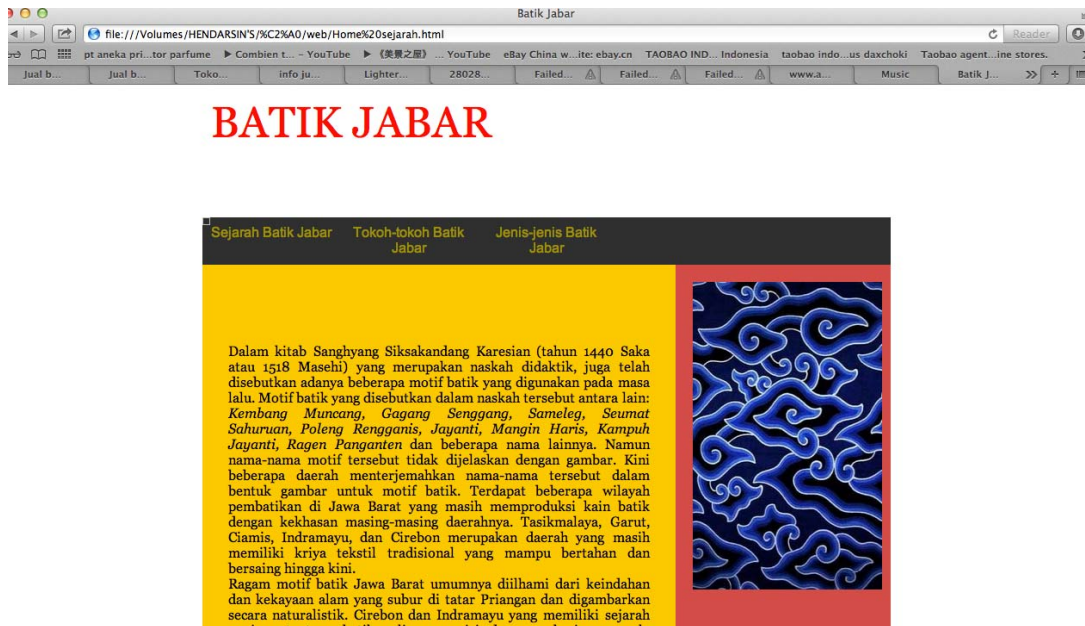 Batik Jabar
file:///Volumes/HENDARSIN'S/%C2%A0/web/Home%20sejarah.html
Reader
pt aneka pri...tor parfume ▶ Combien t... – YouTube ▶ 《美景之屋》 ... YouTube eBay China w...ite: ebay.cn TAOBAO IND... Indonesia taobao indo...us daxchoki Taobao agent...ine stores.
Jual b... Jual b... Toko... info ju... Lighter... 28028... Failed... Failed... Failed... www.a... Music Batik J...
BATIK JABAR
Sejarah Batik Jabar Tokoh-tokoh Batik Jenis-jenis Batik
Jabar Jabar
Dalam kitab Sanghyang Siksakandang Karesian (tahun 1440 Saka
atau 1518 Masehi) yang merupakan naskah didaktik, juga telah
disebutkan adanya beberapa motif batik yang digunakan pada masa
lalu. Motif batik yang disebutkan dalam naskah tersebut antara lain:
Kembang Muncang, Gagang Senggang, Sameleg, Seumat
Sahuruan, Poleng Rengganis, Jayanti, Mangin Haris, Kampuh
Jayanti, Ragen Panganten dan beberapa nama lainnya. Namun
nama-nama motif tersebut tidak dijelaskan dengan gambar. Kini
beberapa daerah menterjemahkan nama-nama tersebut dalam
bentuk gambar untuk motif batik. Terdapat beberapa wilayah
pembatikan di Jawa Barat yang masih memproduksi kain batik
dengan kekhasan masing-masing daerahnya. Tasikmalaya, Garut,
Ciamis, Indramayu, dan Cirebon merupakan daerah yang masih
memiliki kriya tekstil tradisional yang mampu bertahan dan
bersaing hingga kini.
Ragam motif batik Jawa Barat umumnya diilhami dari keindahan
dan kekayaan alam yang subur di tatar Priangan dan digambarkan
secara naturalistik. Cirebon dan Indramayu yang memiliki sejarah